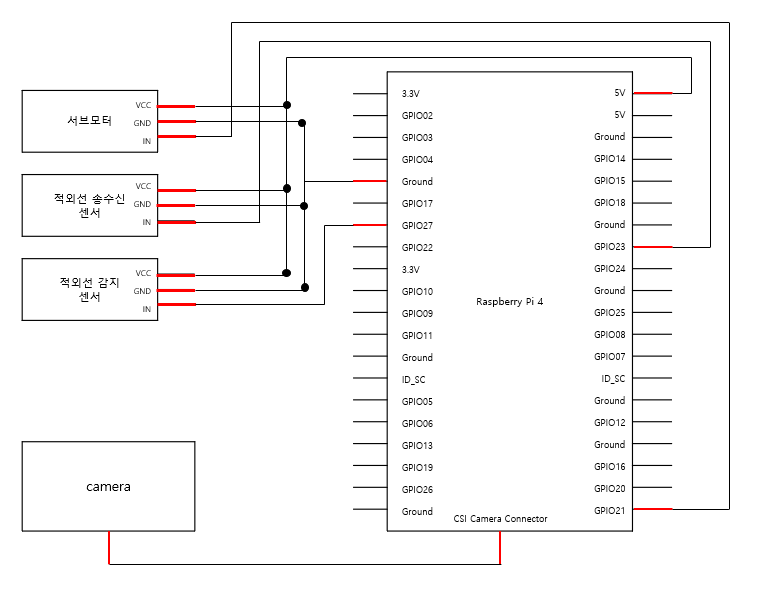 서브모터
VCC
GND
IN
적외선 송수신
센서
VCC
GND
IN
적외선 감지
센서
VCC
GND
IN
camera
3.3V
GPIO02
GPIO03
GPIO04
Ground
GPIO17
GPIO27
GPIO22
3.3V
GPIO10
GPIO09
GPIO11
Ground
ID_SC
GPIO05
GPIO06
GPIO13
GPIO19
GPIO26
Ground
Raspberry Pi 4
CSI Camera Connector
5V
5V
Ground
GPIO14
GPIO15
GPIO18
Ground
GPIO23
GPIO24
Ground
GPIO25
GPIO08
GPIO07
ID_SC
Ground
GPIO12
Ground
GPIO16
GPIO20
GPIO21